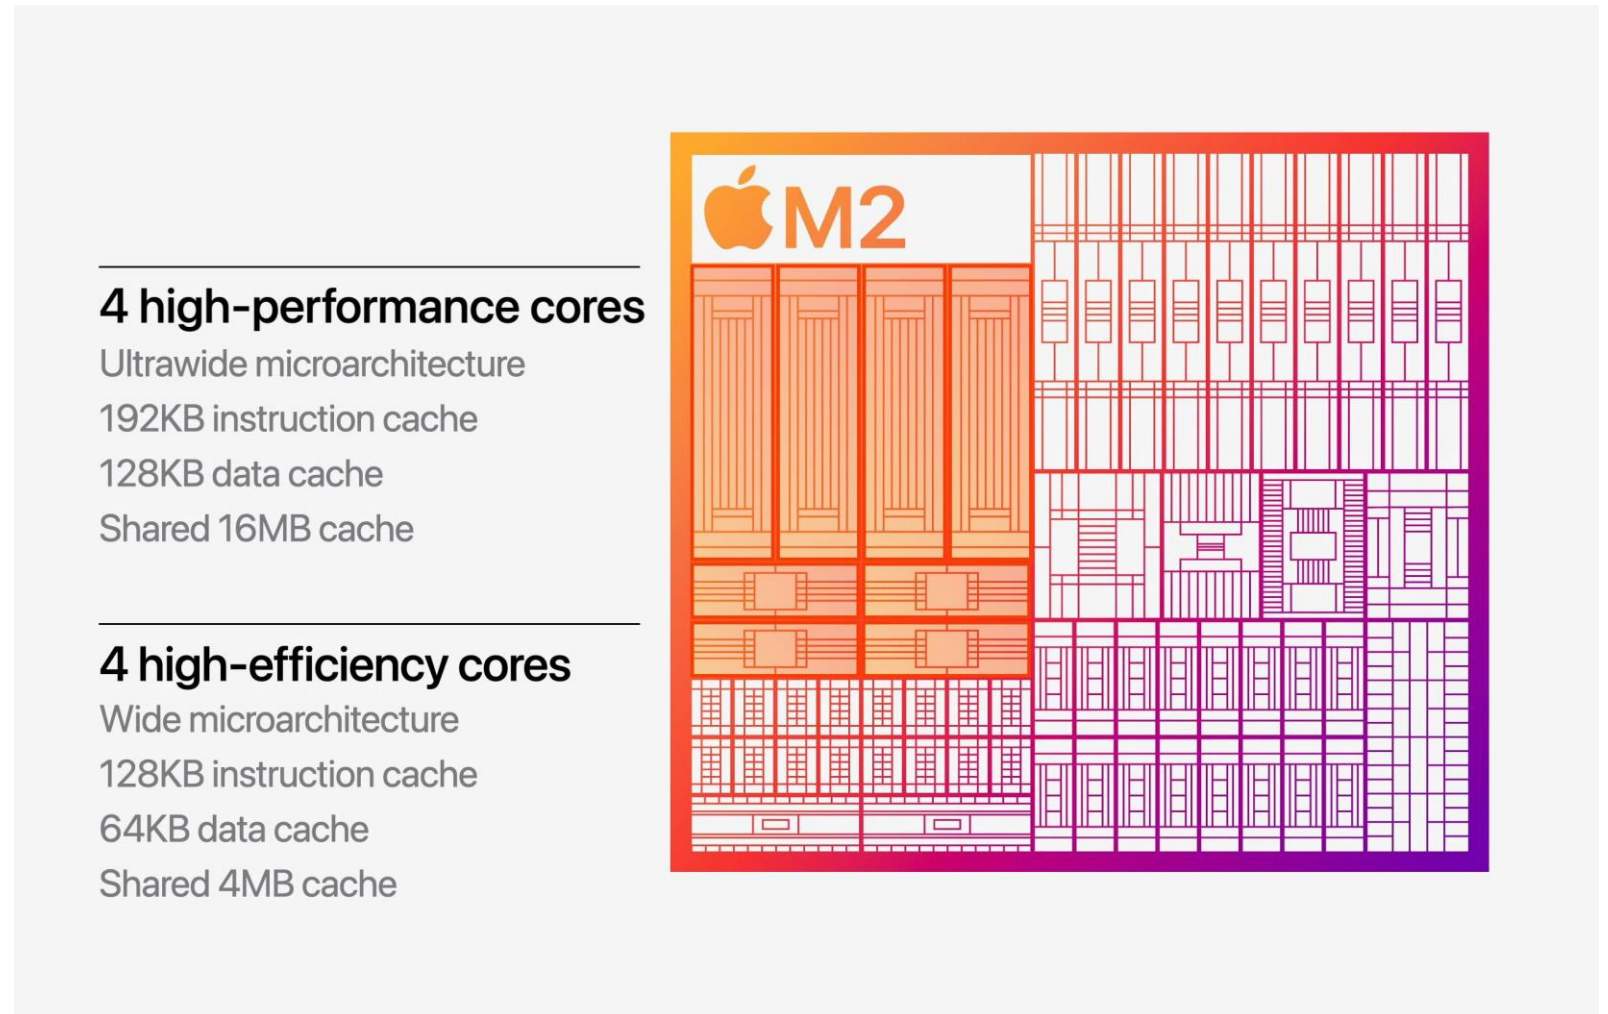 M2
4 high-performance cores
Ultrawide microarchitecture
192KB instruction cache
128KB data cache
Shared 16MB cache
4 high-efficiency cores
Wide microarchitecture
128KB instruction cache
64KB data cache
Shared 4MB cache